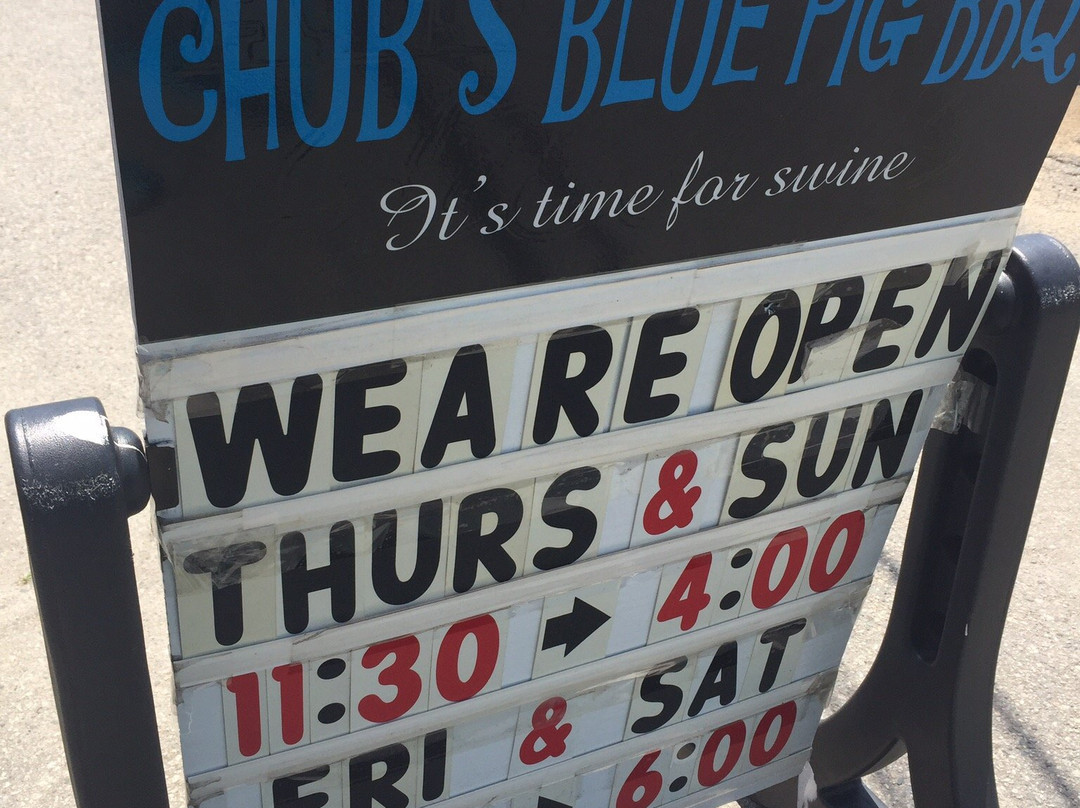 CHUB'S BLUE PIG BBQ
It's time for swine
WE ARE OPEN
THURS & SUN
11:30 → 4:00
FRI & SAT
→ 6:00